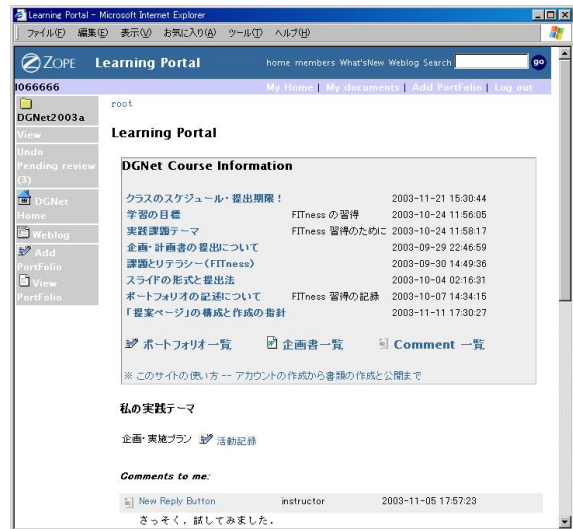 Learning Portal - Microsoft Internet Explorer
ファイル(F) 編集(E) 表示(V) お気に入り(A) ツール(T) ヘルプ(H)
ZOPE Learning Portal home members What'sNew Weblog Search go
I066666 My Home | My documents | Add PortFolio | Log out
DGNet2003a
View
Undo
Pending review
(3)
DGNet
Home
Weblog
Add
PortFolio
View
PortFolio
root
Learning Portal
DGNet Course Information
クラスのスケジュール・提出期限！ 2003-11-21 15:30:44
学習の目標 FITness の習得 2003-10-24 11:56:05
実践課題テーマ FITness 習得のために 2003-10-24 11:58:17
企画・計画書の提出について 2003-09-29 22:46:59
課題とリテラシー(FITness) 2003-09-30 14:49:36
スライドの形式と提出法 2003-10-04 02:16:31
ポートフォリオの記述について FITness 習得の記録 2003-10-07 14:34:15
「提案ページ」の構成と作成の指針 2003-11-11 17:30:27
ポートフォリオ一覧 企画書一覧 Comment 一覧
※ このサイトの使い方 -- アカウントの作成から書類の作成と公開まで
私の実践テーマ
企画・実施プラン 活動記録
Comments to me:
New Reply Button instructor 2003-11-05 17:57:23
さっそく，試してみました．